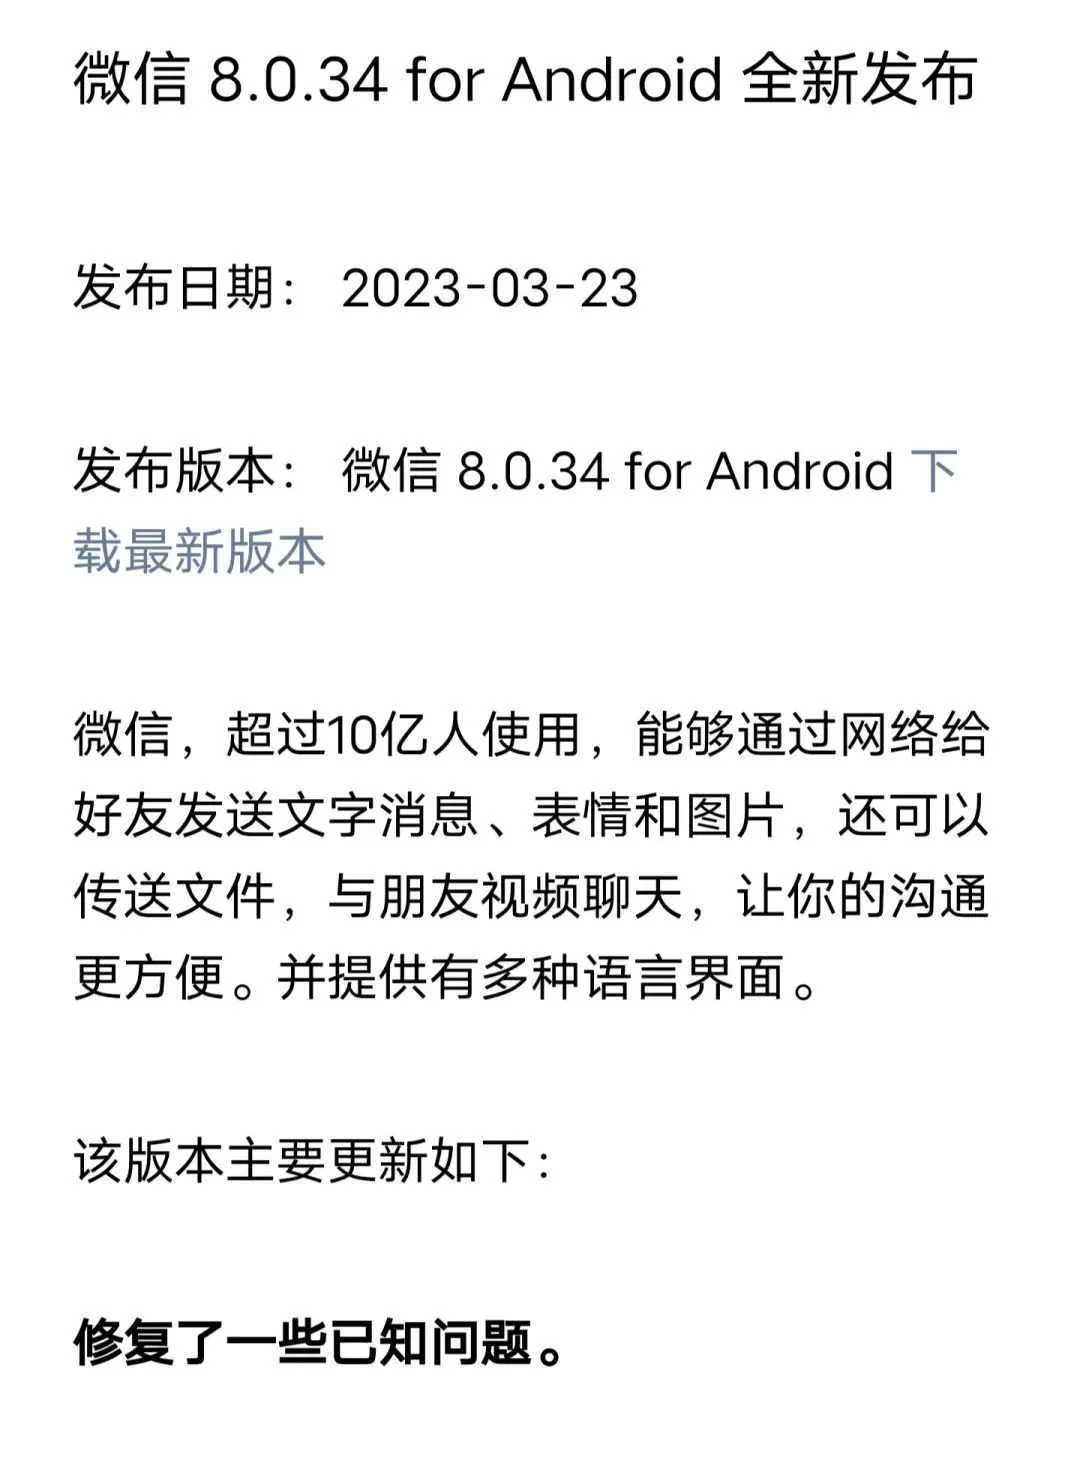 微信 8.0.34 for Android 全新发布
发布日期： 2023-03-23
发布版本： 微信 8.0.34 for Android 下
载最新版本
微信，超过10亿人使用，能够通过网络给
好友发送文字消息、表情和图片，还可以
传送文件，与朋友视频聊天，让你的沟通
更方便。并提供有多种语言界面。
该版本主要更新如下：
修复了一些已知问题。